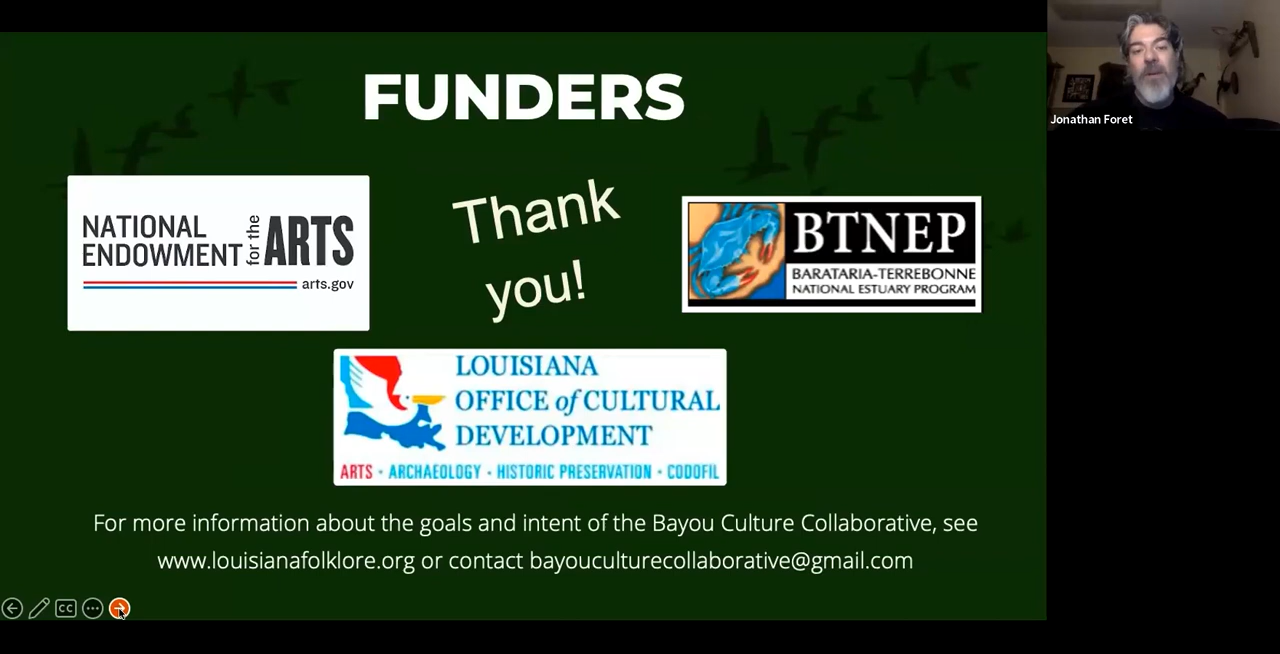 FUNDERS
Jonathan Foret
NATIONAL
ENDOWMENT for the ARTS
arts.gov
Thank
you!
BTNEP
BARATARIA-TERREBONNE
NATIONAL ESTUARY PROGRAM
LOUISIANA
OFFICE of CULTURAL
DEVELOPMENT
ARTS • ARCHAEOLOGY • HISTORIC PRESERVATION • CODOFIL
For more information about the goals and intent of the Bayou Culture Collaborative, see
www.louisianafolklore.org or contact bayouculturecollaborative@gmail.com
CC